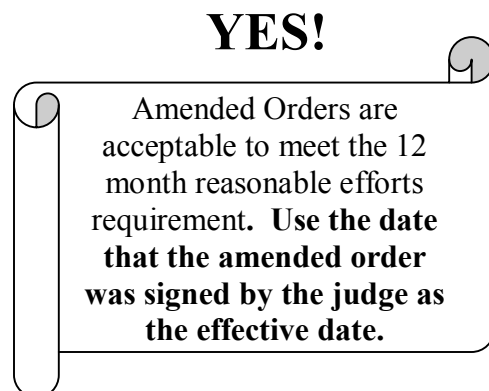 YES!
Amended Orders are
acceptable to meet the 12
month reasonable efforts
requirement.  Use the date
that the amended order
was signed by the judge as
the effective date.